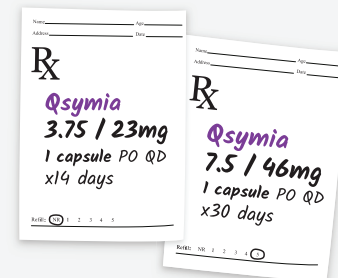 Name Age
Address Date
Rx
Qsymia
3.75 / 23mg
1 capsule PO QD
x14 days
Refill: NR 1 2 3 4 5
Name Age
Address Date
Rx
Qsymia
7.5 / 46mg
1 capsule PO QD
x30 days
Refill: NR 1 2 3 4 5